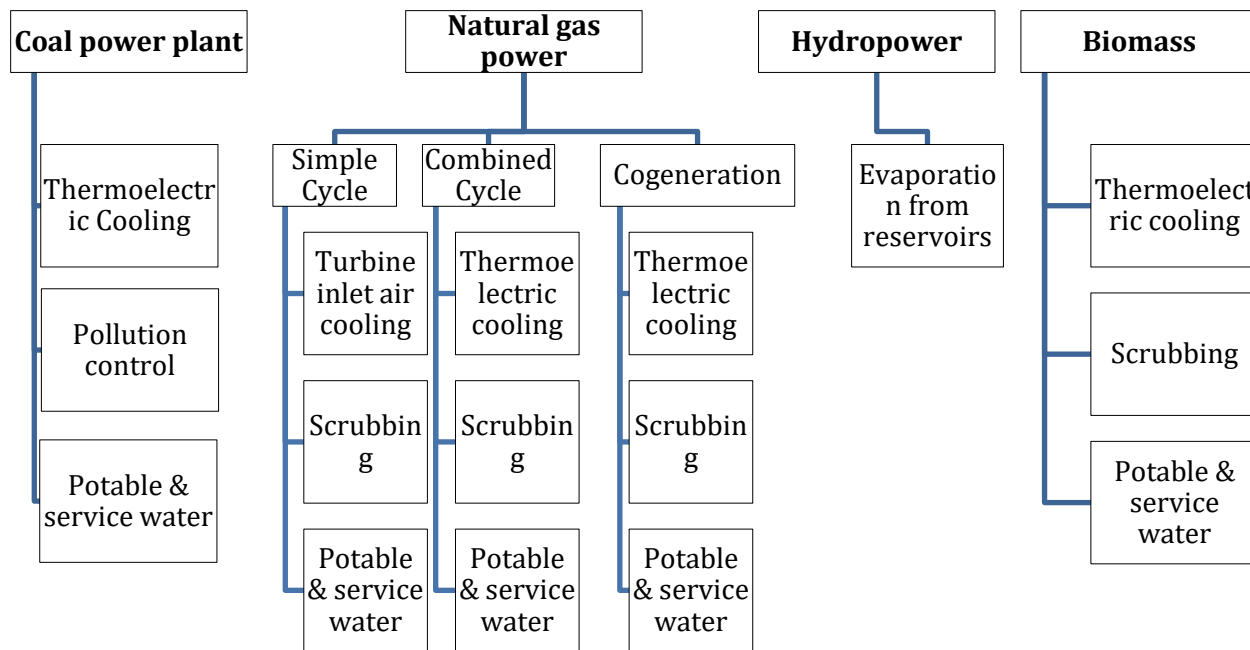 Coal power plant
Natural gas
power
Hydropower
Biomass
Simple
Cycle
Combined
Cycle
Cogeneration
Thermoelectr
ic Cooling
Pollution
control
Potable &
service water
Turbine
inlet air
cooling
Scrubbin
g
Potable
& service
water
Thermoe
lectric
cooling
Scrubbin
g
Potable
& service
water
Thermoe
lectric
cooling
Scrubbin
g
Potable
& service
water
Evaporatio
n from
reservoirs
Thermoelect
ric cooling
Scrubbing
Potable &
service
water